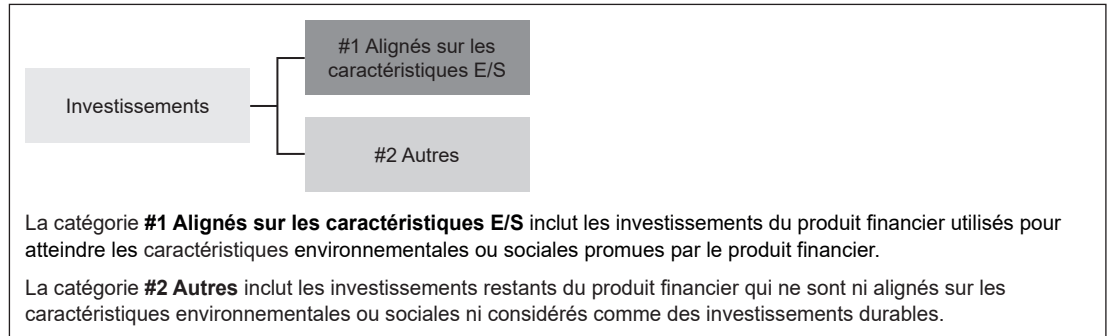 #1 Alignés sur les
caractéristiques E/S
Investissements
#2 Autres
La catégorie #1 Alignés sur les caractéristiques E/S inclut les investissements du produit financier utilisés pour
atteindre les caractéristiques environnementales ou sociales promues par le produit financier.
La catégorie #2 Autres inclut les investissements restants du produit financier qui ne sont ni alignés sur les
caractéristiques environnementales ou sociales ni considérés comme des investissements durables.